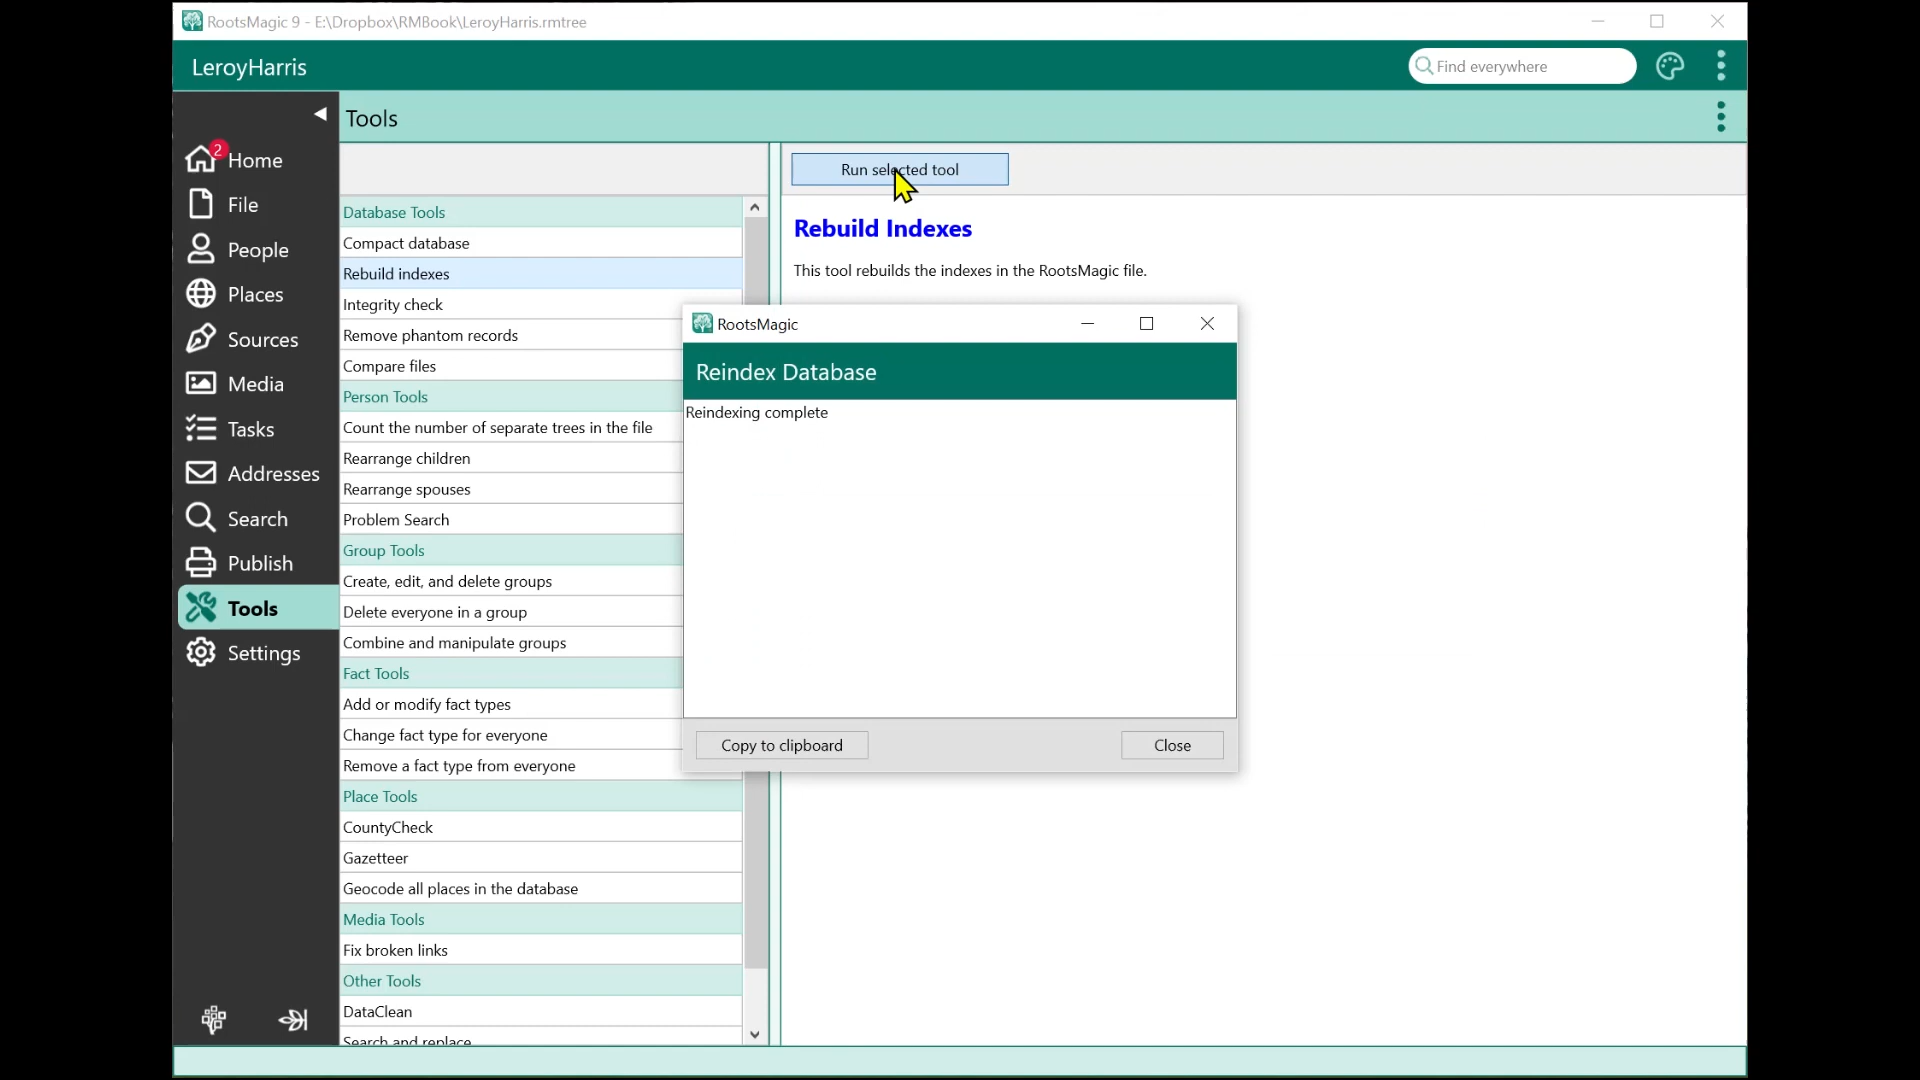 RootsMagic 9 - E:\Dropbox\RMBook\LeroyHarris.rmtree
LeroyHarris
Find everywhere
Tools
2
Home
File
People
Places
Sources
Media
Tasks
Addresses
Search
Publish
Tools
Settings
Database Tools
Compact database
Rebuild indexes
Integrity check
Remove phantom records
Compare files
Person Tools
Count the number of separate trees in the file
Rearrange children
Rearrange spouses
Problem Search
Group Tools
Create, edit, and delete groups
Delete everyone in a group
Combine and manipulate groups
Fact Tools
Add or modify fact types
Change fact type for everyone
Remove a fact type from everyone
Place Tools
CountyCheck
Gazetteer
Geocode all places in the database
Media Tools
Fix broken links
Other Tools
DataClean
Search and replace
Run selected tool
Rebuild Indexes
This tool rebuilds the indexes in the RootsMagic file.
RootsMagic
Reindex Database
Reindexing complete
Copy to clipboard
Close